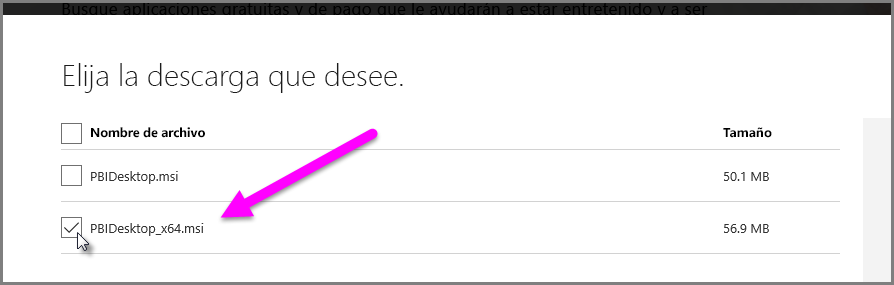 Busque aplicaciones gratuitas y de pago que le ayudarán a estar entretenido y a ser
Elija la descarga que desee.
Nombre de archivo Tamaño
PBIDesktop.msi 50.1 MB
PBIDesktop_x64.msi 56.9 MB